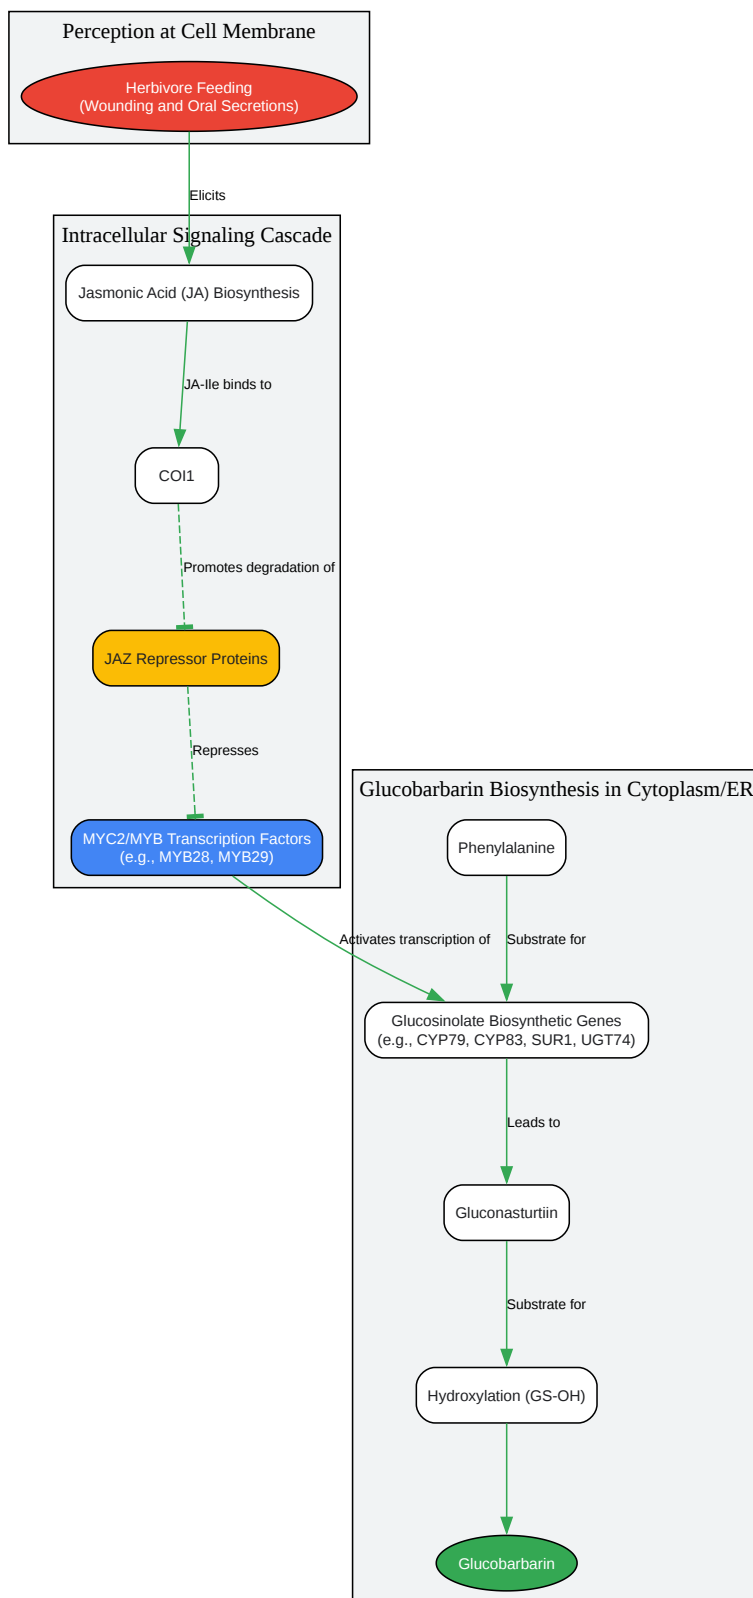 Perception at Cell Membrane
Herbivore Feeding
(Wounding and Oral Secretions)
Elicits
Intracellular Signaling Cascade
Jasmonic Acid (JA) Biosynthesis
JA-Ile binds to
COI1
Promotes degradation of
JAZ Repressor Proteins
Represses
MYC2/MYB Transcription Factors
(e.g., MYB28, MYB29)
Glucobarbarin Biosynthesis in Cytoplasm/ER
Phenylalanine
Activates transcription of
Substrate for
Glucosinolate Biosynthetic Genes
(e.g., CYP79, CYP83, SUR1, UGT74)
Leads to
Gluconasturtiin
Substrate for
Hydroxylation (GS-OH)
Glucobarbarin